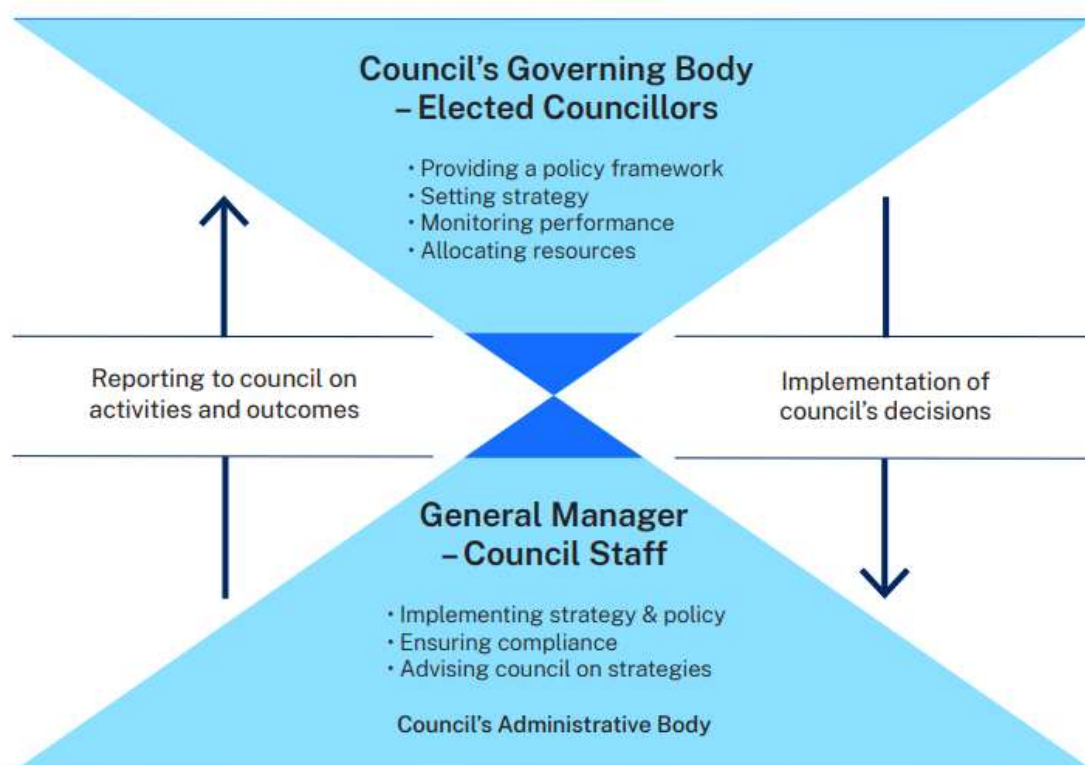 Council's Governing Body
– Elected Councillors
• Providing a policy framework
• Setting strategy
• Monitoring performance
• Allocating resources
Reporting to council on
activities and outcomes
Implementation of
council's decisions
General Manager
– Council Staff
• Implementing strategy & policy
• Ensuring compliance
• Advising council on strategies
Council's Administrative Body